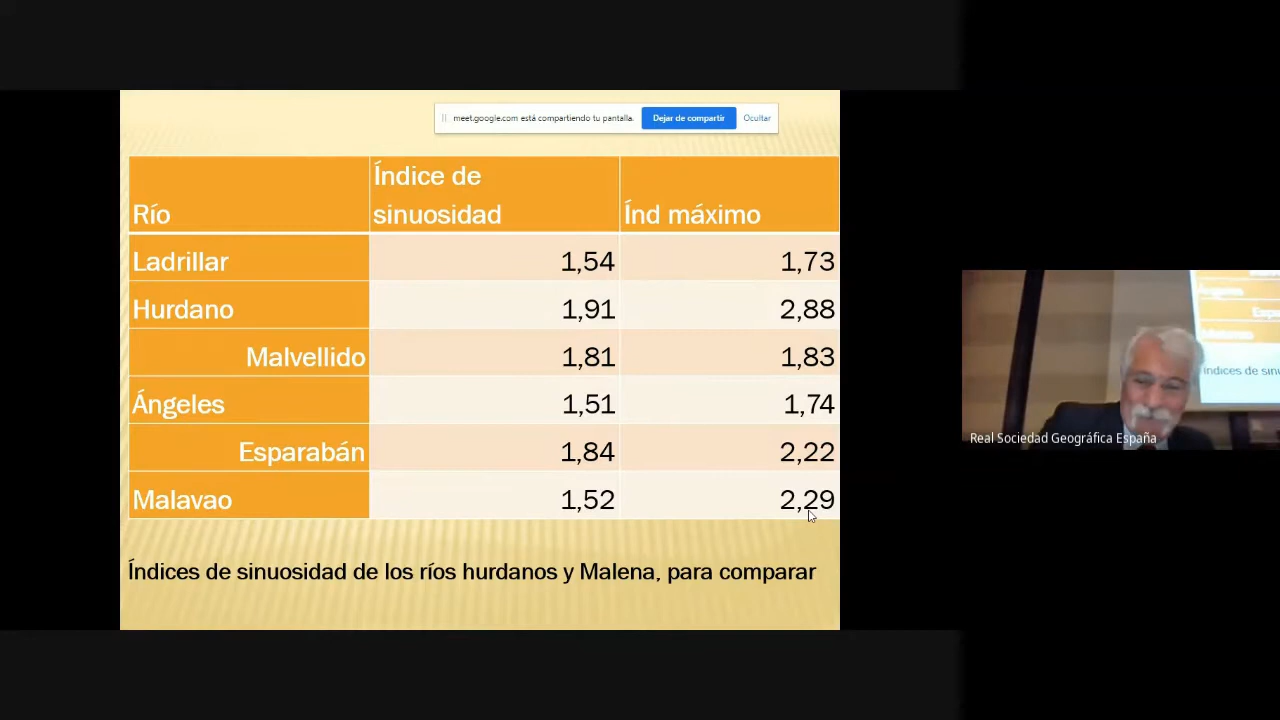 meet.google.com está compartiendo tu pantalla.
Dejar de compartir
Ocultar
Río
Índice de sinuosidad
Índ máximo
Ladrillar 1,54 1,73
Hurdano 1,91 2,88
Malvellido 1,81 1,83
Ángeles 1,51 1,74
Esparabán 1,84 2,22
Malavao 1,52 2,29
Índices de sinuosidad de los ríos hurdanos y Malena, para comparar
Índices de sinu
Real Sociedad Geográfica España